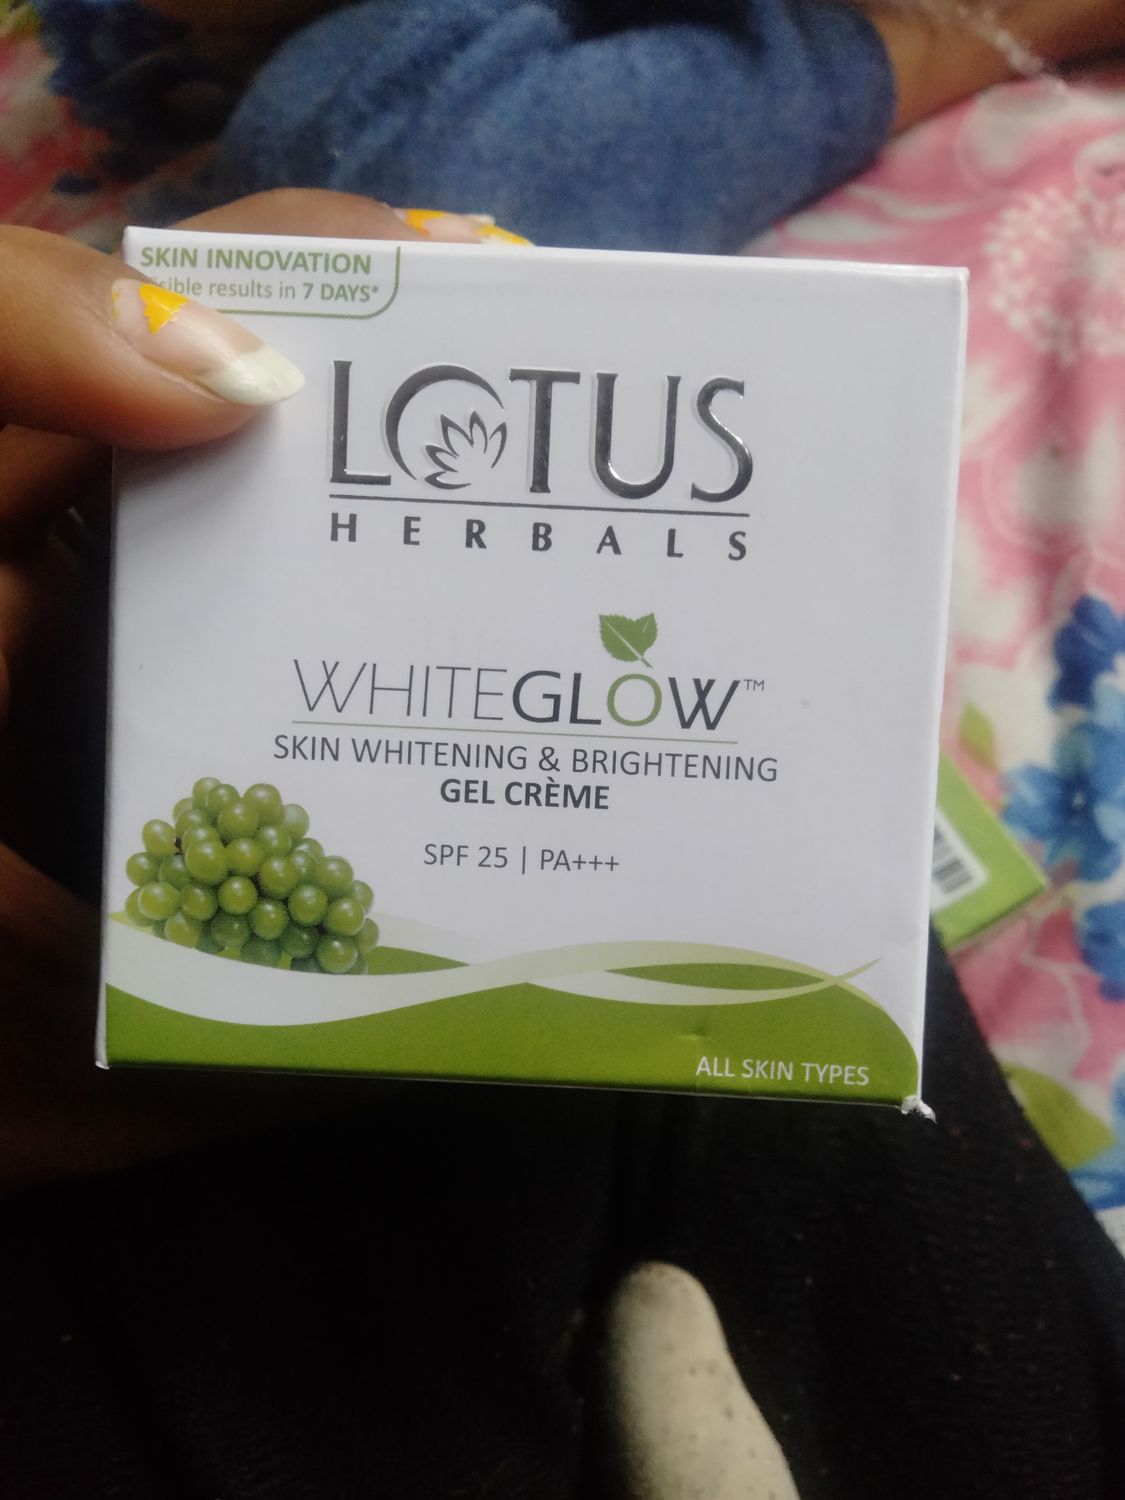 SKIN INNOVATION
results in 7 DAYS*
LOTUS
HERBALS
WHITEGLOW™
SKIN WHITENING & BRIGHTENING
GEL CRÈME
SPF 25 | PA+++
ALL SKIN TYPES